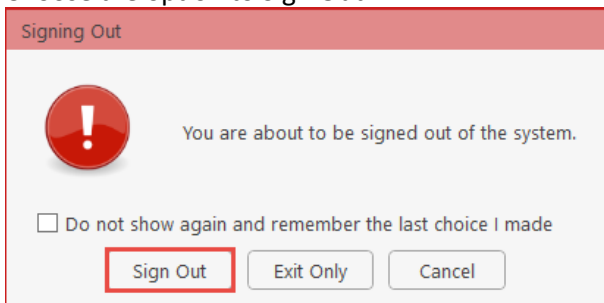 Signing Out
You are about to be signed out of the system.
Do not show again and remember the last choice I made
Sign Out Exit Only Cancel